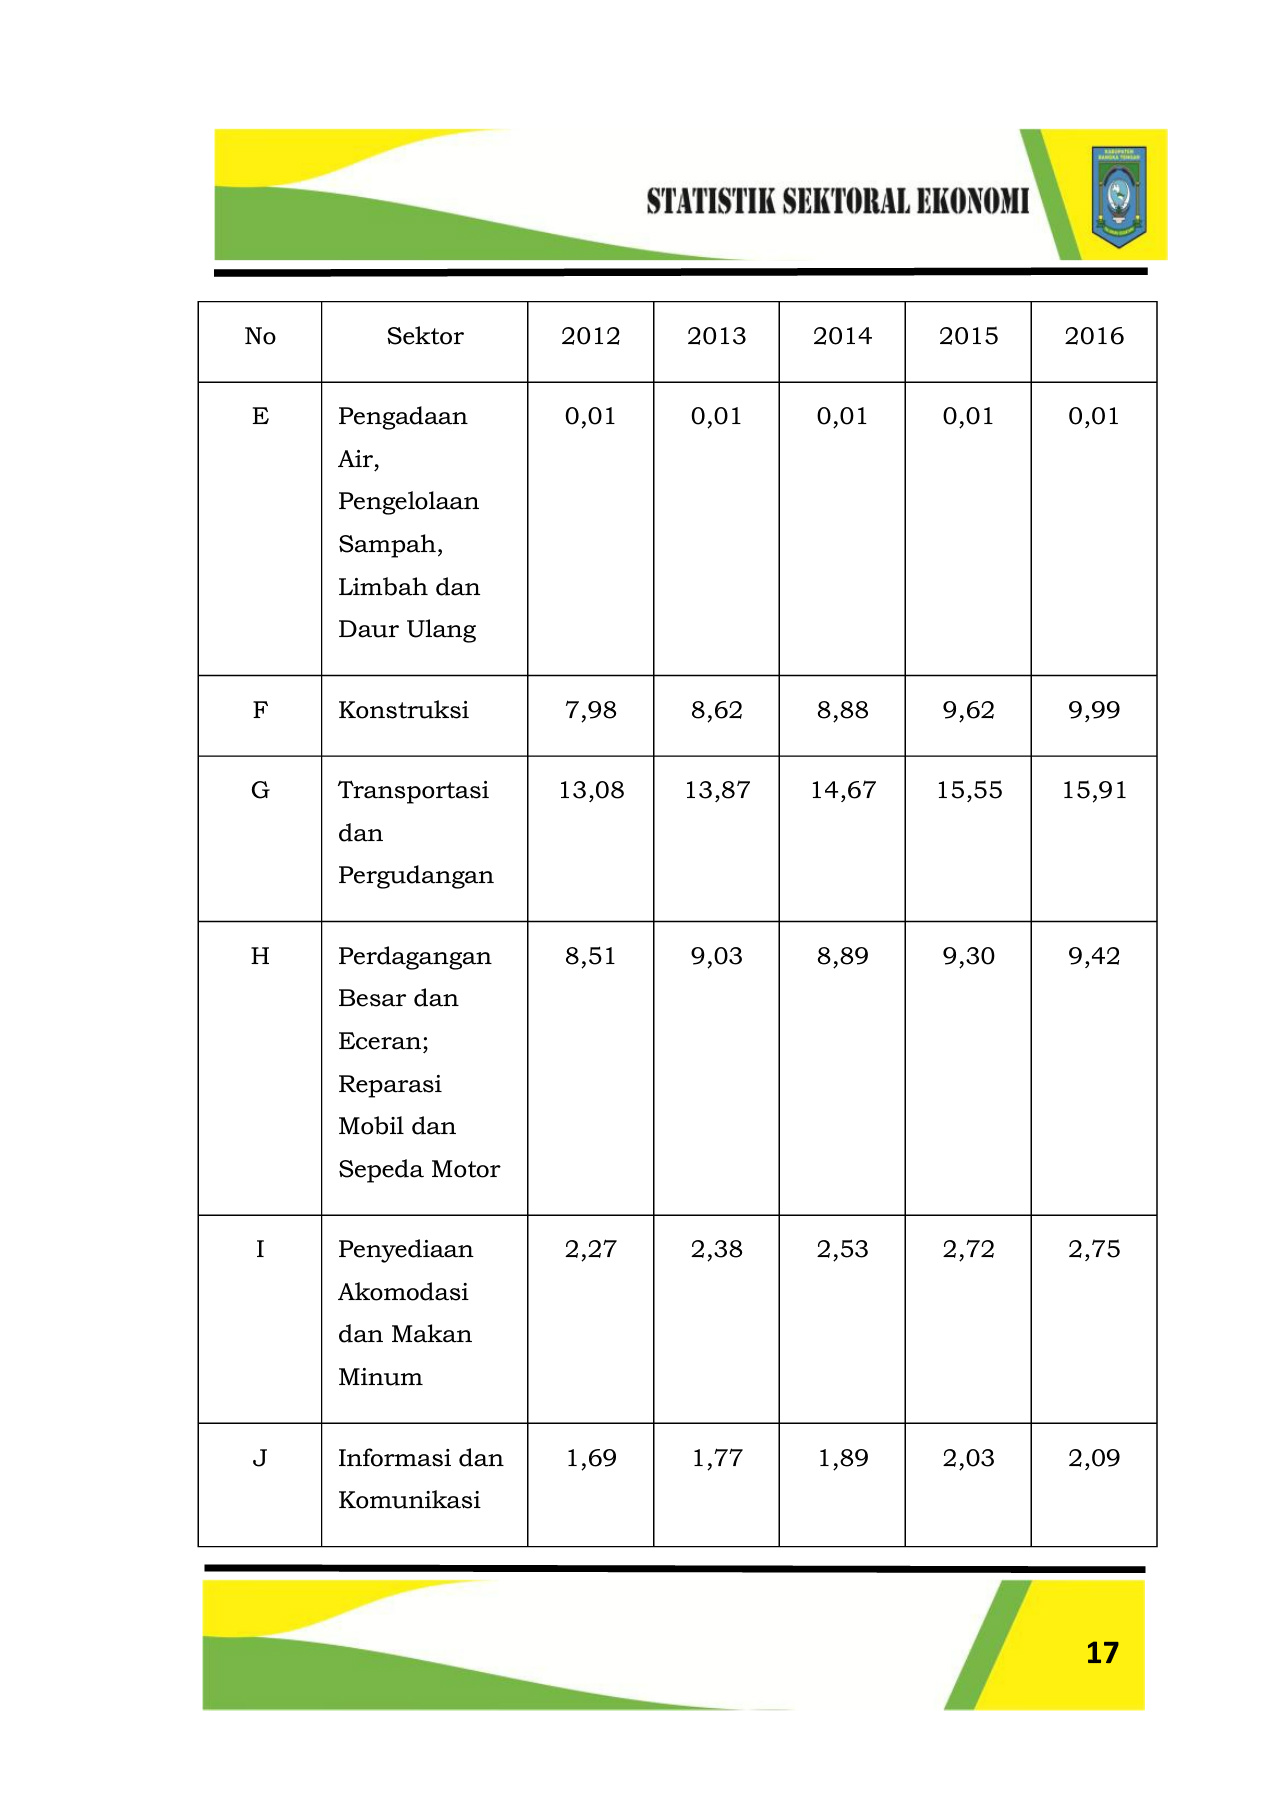 KABUPATEN
BANGKA TENGAH
STATISTIK SEKTORAL EKONOMI
No Sektor 2012 2013 2014 2015 2016
E Pengadaan 0,01 0,01 0,01 0,01 0,01
Air,
Pengelolaan
Sampah,
Limbah dan
Daur Ulang
F Konstruksi 7,98 8,62 8,88 9,62 9,99
G Transportasi 13,08 13,87 14,67 15,55 15,91
dan
Pergudangan
H Perdagangan 8,51 9,03 8,89 9,30 9,42
Besar dan
Eceran;
Reparasi
Mobil dan
Sepeda Motor
I Penyediaan 2,27 2,38 2,53 2,72 2,75
Akomodasi
dan Makan
Minum
J Informasi dan 1,69 1,77 1,89 2,03 2,09
Komunikasi
17